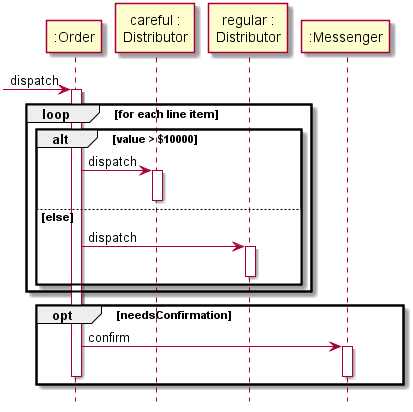 :Order
careful :
Distributor
regular :
Distributor
:Messenger
dispatch
loop [for each line item]
alt [value > $10000]
dispatch
[else]
dispatch
opt [needsConfirmation]
confirm